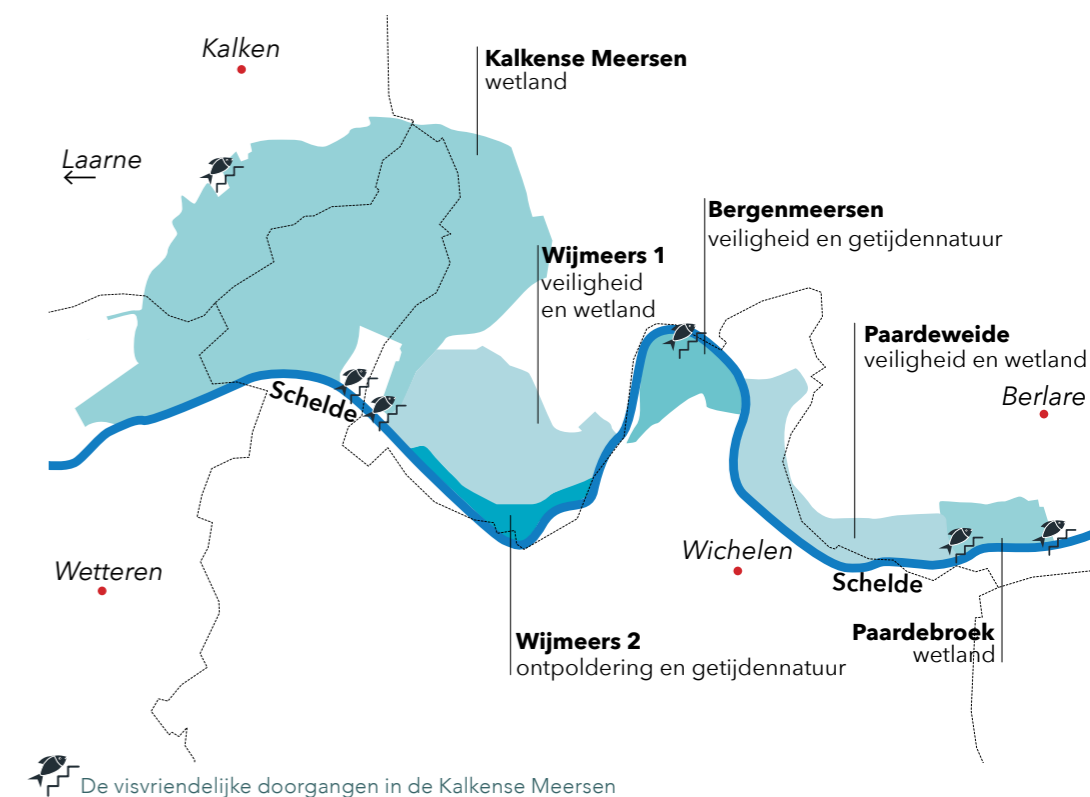 Kalken
Kalkense Meersen
wetland
Laarne
Bergenmeersen
veiligheid en getijdennatuur
Wijmeers 1
veiligheid
en wetland
Paardeweide
veiligheid en wetland
Berlare
Schelde
Wichelen
Wetteren
Schelde
Paardebroek
wetland
Wijmeers 2
ontpoldering en getijdennatuur
De visvriendelijke doorgangen in de Kalkense Meersen